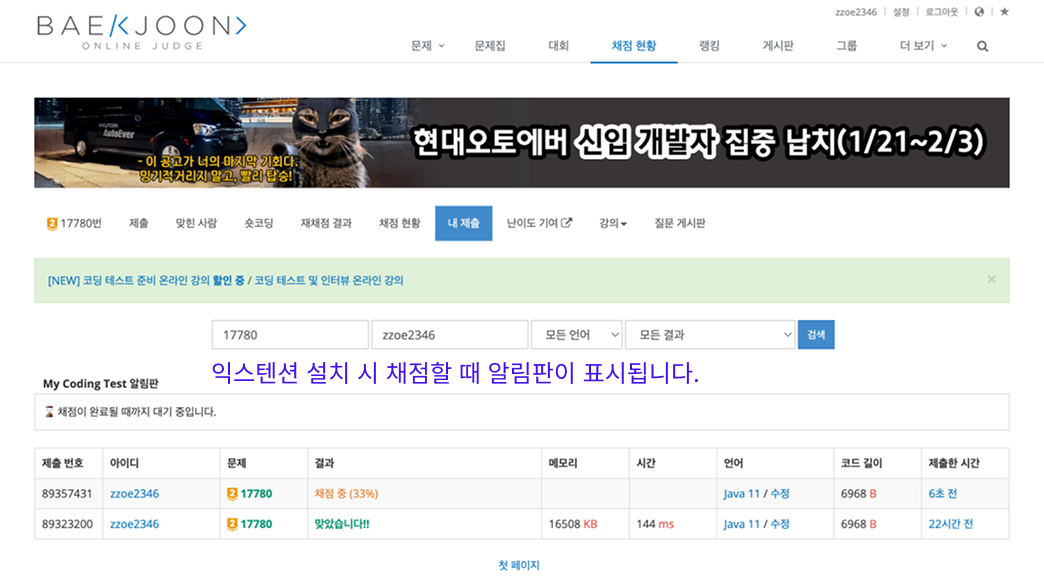 BAEKJOON>
ONLINE JUDGE
zzoe2346 | 설정 | 로그아웃
문제 문제집 대회 채점 현황 랭킹 게시판 그룹 더 보기
HYUNDAI
AutoEver
- 이 공고가 너의 마지막 기회다.
밍기적거리지 말고, 빨리 탑승!
현대오토에버 신입 개발자 집중 납치(1/21~2/3)
2 17780번 제출 맞힌 사람 숏코딩 재채점 결과 채점 현황 내 제출 난이도 기여 강의 질문 게시판
[NEW] 코딩 테스트 준비 온라인 강의 할인 중 / 코딩 테스트 및 인터뷰 온라인 강의 ×
17780 zzoe2346 모든 언어 모든 결과 검색
익스텐션 설치 시 채점할 때 알림판이 표시됩니다.
My Coding Test 알림판
⌛ 채점이 완료될 때까지 대기 중입니다.
제출 번호 아이디 문제 결과 메모리 시간 언어 코드 길이 제출한 시간
89357431 zzoe2346 2 17780 채점 중 (33%) Java 11 / 수정 6968 B 6초 전
89323200 zzoe2346 2 17780 맞았습니다!! 16508 KB 144 ms Java 11 / 수정 6968 B 22시간 전
첫 페이지